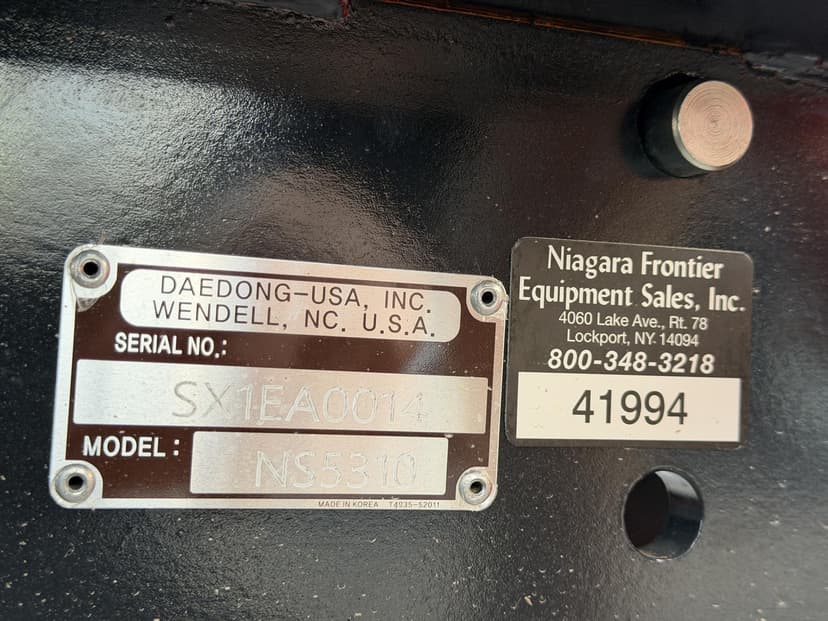 DAEDONG-USA, INC.
WENDELL, NC. U.S.A.
SERIAL NO.:
SX1EA0014
MODEL:
NS5310
MADE IN KOREA T4935-52011
Niagara Frontier
Equipment Sales, Inc.
4060 Lake Ave., Rt. 78
Lockport, NY. 14094
800-348-3218
41994